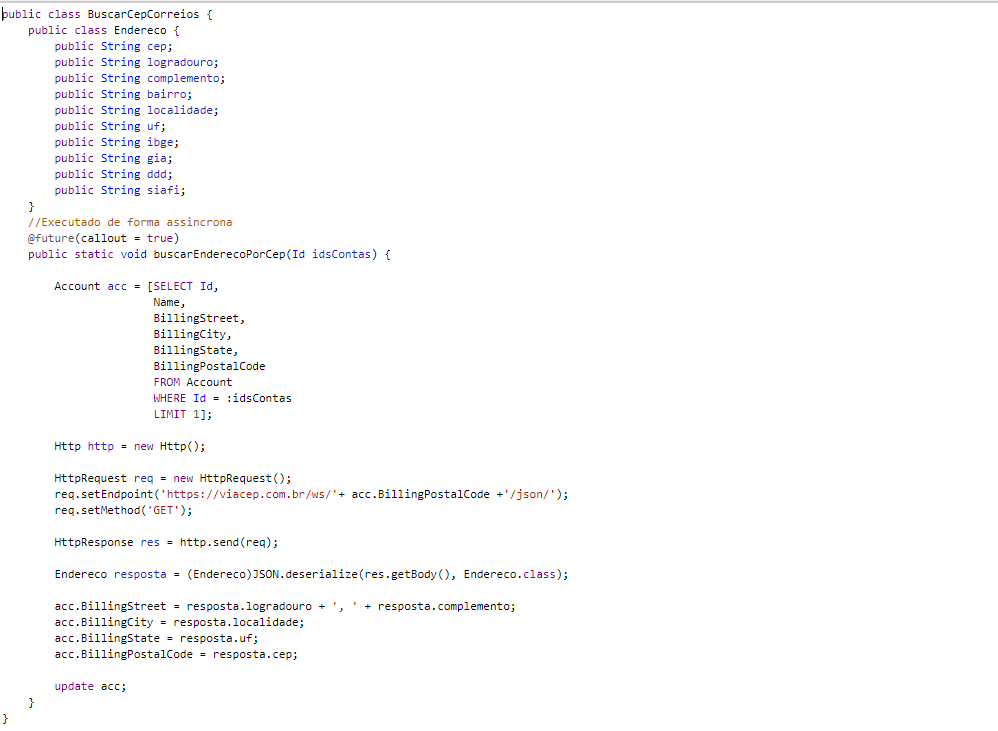 public class BuscarCepCorreios {
public class Endereco {
public String cep;
public String logradouro;
public String complemento;
public String bairro;
public String localidade;
public String uf;
public String ibge;
public String gia;
public String ddd;
public String siafi;
}
//Executado de forma assincrona
@future(callout = true)
public static void buscarEnderecoPorCep(Id idsContas) {
Account acc = [SELECT Id,
Name,
BillingStreet,
BillingCity,
BillingState,
BillingPostalCode
FROM Account
WHERE Id = :idsContas
LIMIT 1];
Http http = new Http();
HttpRequest req = new HttpRequest();
req.setEndpoint('https://viacep.com.br/ws/'+ acc.BillingPostalCode +'/json/');
req.setMethod('GET');
HttpResponse res = http.send(req);
Endereco resposta = (Endereco)JSON.deserialize(res.getBody(), Endereco.class);
acc.BillingStreet = resposta.logradouro + ', ' + resposta.complemento;
acc.BillingCity = resposta.localidade;
acc.BillingState = resposta.uf;
acc.BillingPostalCode = resposta.cep;
update acc;
}
}